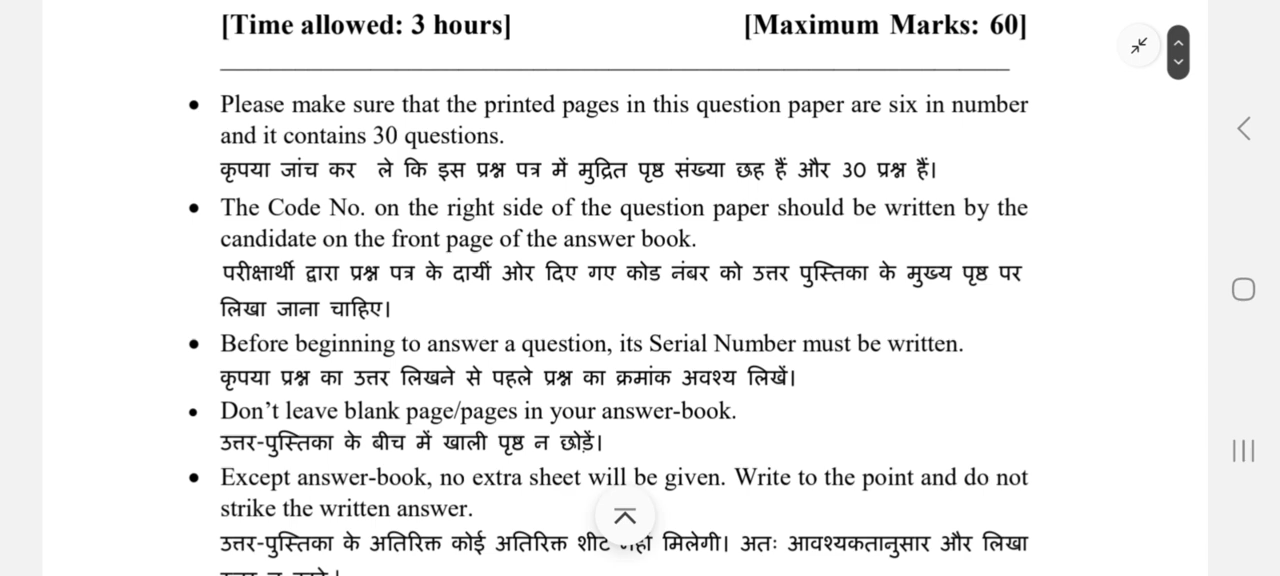 [Time allowed: 3 hours] [Maximum Marks: 60]
• Please make sure that the printed pages in this question paper are six in number
and it contains 30 questions.
कृपया जांच कर ले कि इस प्रश्न पत्र में मुद्रित पृष्ठ संख्या छह हैं और 30 प्रश्न हैं।
• The Code No. on the right side of the question paper should be written by the
candidate on the front page of the answer book.
परीक्षार्थी द्वारा प्रश्न पत्र के दायीं ओर दिए गए कोड नंबर को उत्तर पुस्तिका के मुख्य पृष्ठ पर
लिखा जाना चाहिए।
• Before beginning to answer a question, its Serial Number must be written.
कृपया प्रश्न का उत्तर लिखने से पहले प्रश्न का क्रमांक अवश्य लिखें।
• Don’t leave blank page/pages in your answer-book.
उत्तर-पुस्तिका के बीच में खाली पृष्ठ न छोड़ें।
• Except answer-book, no extra sheet will be given. Write to the point and do not
strike the written answer.
उत्तर-पुस्तिका के अतिरिक्त कोई अतिरिक्त शीट मिलेगी। अतः आवश्यकतानुसार और लिखा